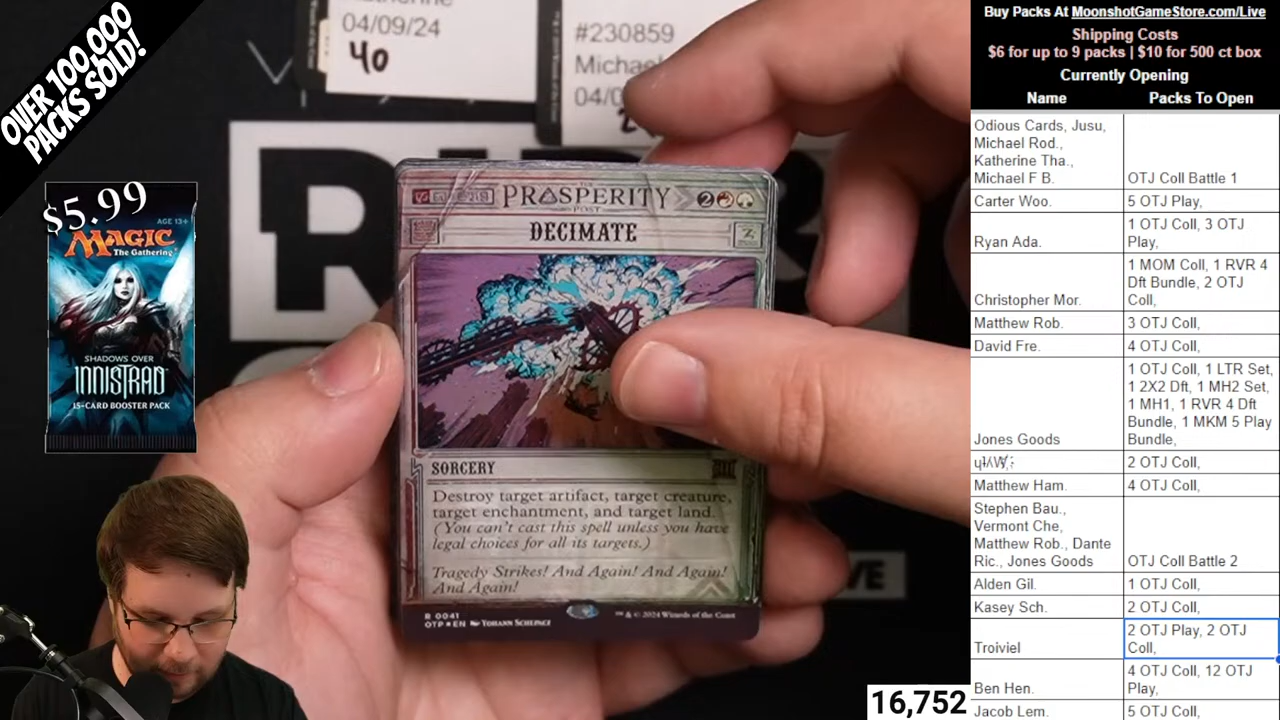 OVER 100,000
PACKS SOLD!
$5.99
AGE 13+
MAGIC
The Gathering
SHADOWS OVER
INNISTRAD
15-CARD BOOSTER PACK
04/09/24
40
#230859
Michael
PROSPERITY
POST
2
DECIMATE
SORCERY
Destroy target artifact, target creature,
target enchantment, and target land.
(You can't cast this spell unless you have
legal choices for all its targets.)
Tragedy Strikes! And Again! And Again!
And Again!
R 0041
OTP ★ EN Yohann Schepacz
™ & © 2024 Wizards of the Coast
16,752
Buy Packs At MoonshotGameStore.com/Live
Shipping Costs
$6 for up to 9 packs | $10 for 500 ct box
Currently Opening
Name Packs To Open
Odious Cards, Jusu,
Michael Rod.,
Katherine Tha.,
Michael F B. OTJ Coll Battle 1
Carter Woo. 5 OTJ Play,
Ryan Ada. 1 OTJ Coll, 3 OTJ
Play,
Christopher Mor. 1 MOM Coll, 1 RVR 4
Dft Bundle, 2 OTJ
Coll,
Matthew Rob. 3 OTJ Coll,
David Fre. 4 OTJ Coll,
Jones Goods 1 OTJ Coll, 1 LTR Set,
1 2X2 Dft, 1 MH2 Set,
1 MH1, 1 RVR 4 Dft
Bundle, 1 MKM 5 Play
Bundle,
2 OTJ Coll,
Matthew Ham. 4 OTJ Coll,
Stephen Bau.,
Vermont Che,
Matthew Rob., Dante
Ric., Jones Goods OTJ Coll Battle 2
Alden Gil. 1 OTJ Coll,
Kasey Sch. 2 OTJ Coll,
Troiviel 2 OTJ Play, 2 OTJ
Coll,
Ben Hen. 4 OTJ Coll, 12 OTJ
Play,
Jacob Lem. 5 OTJ Coll,